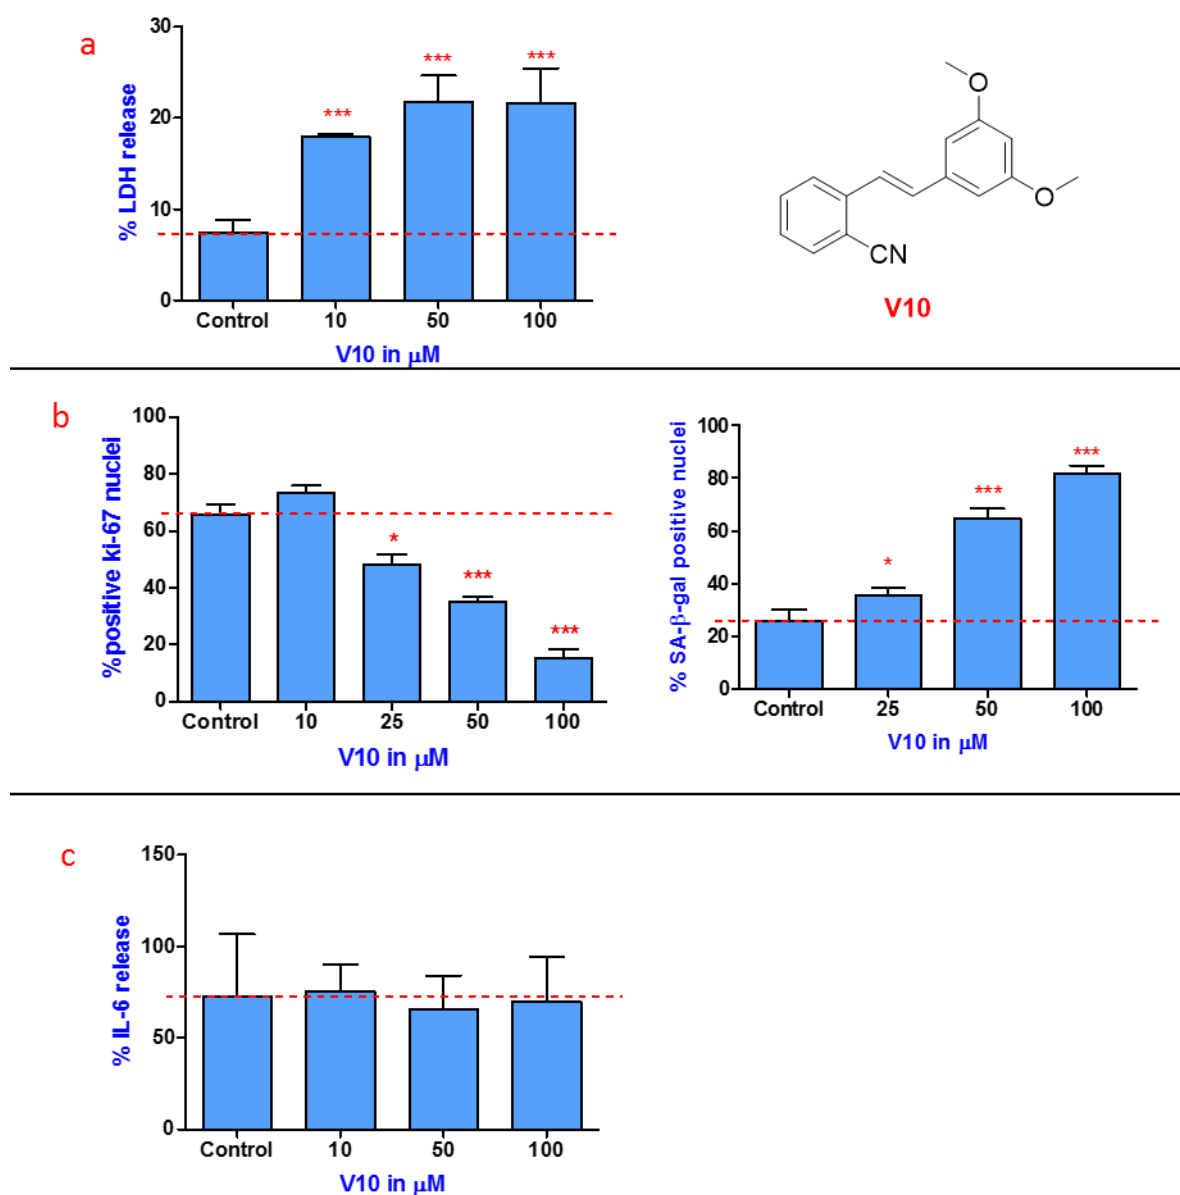 a
% LDH release
30
20
10
0
***
***
***
Control 10 50 100
V10 in μM
O
O
CN
V10
b
%positive ki-67 nuclei
100
80
60
40
20
0
*
***
***
Control 10 25 50 100
V10 in μM
% SA-β-gal positive nuclei
100
80
60
40
20
0
*
***
***
Control 25 50 100
V10 in μM
c
% IL-6 release
150
100
50
0
Control 10 50 100
V10 in μM